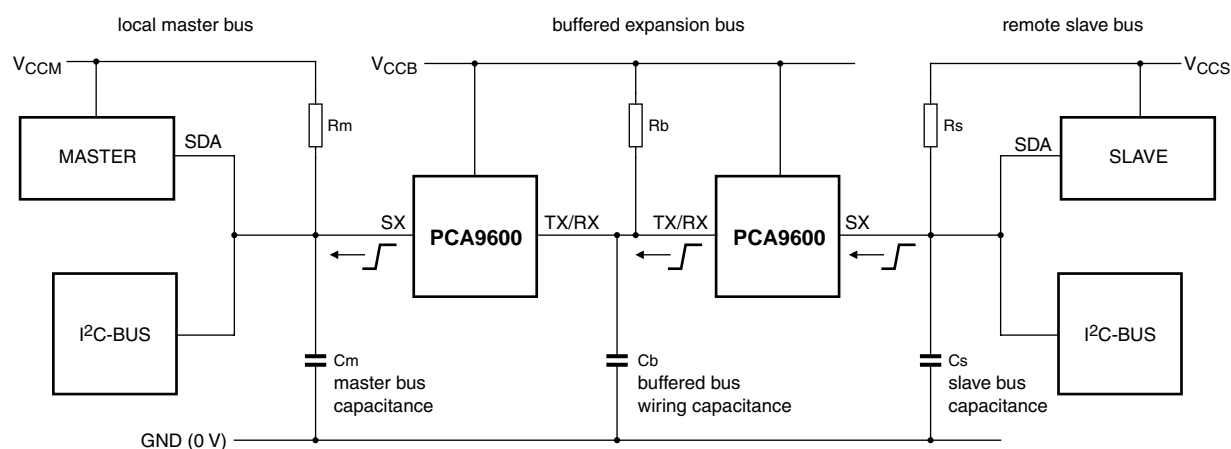 local master bus
buffered expansion bus
remote slave bus
VCCM
VCCB
VCCS
Rm
Rb
Rs
MASTER
SDA
SDA
SLAVE
SX
PCA9600
TX/RX
TX/RX
PCA9600
SX
I2C-BUS
I2C-BUS
Cm
master bus
capacitance
Cb
buffered bus
wiring capacitance
Cs
slave bus
capacitance
GND (0 V)